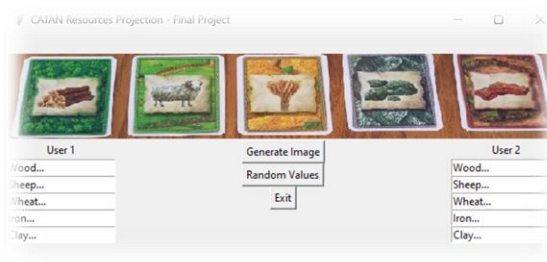 CATAN Resources Projection - Final Project
User 1
Generate Image
User 2
Wood...
Random Values
Wood...
Sheep...
Sheep...
Wheat...
Exit
Wheat...
Iron...
Iron...
Clay...
Clay...